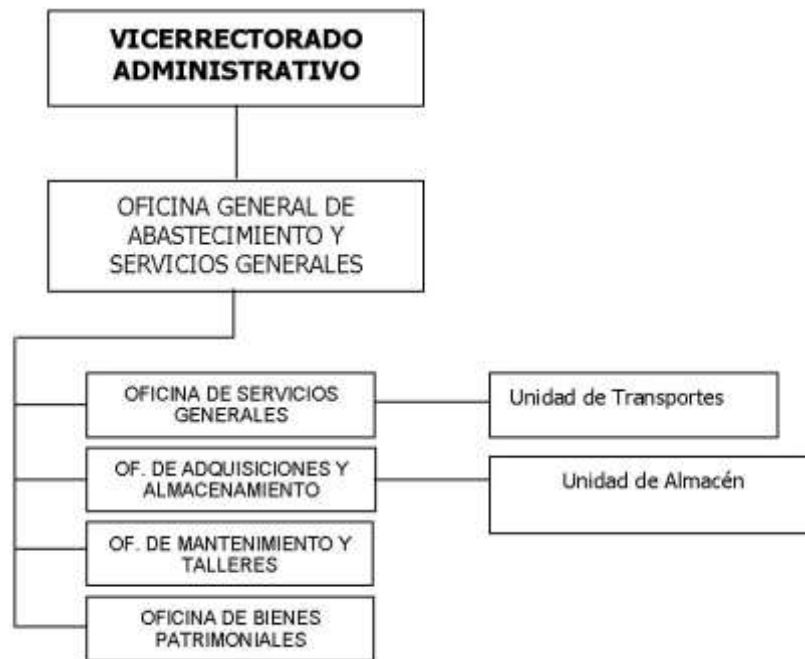 VICERRECTORADO
ADMINISTRATIVO
OFICINA GENERAL DE
ABASTECIMIENTO Y
SERVICIOS GENERALES
OFICINA DE SERVICIOS
GENERALES
Unidad de Transportes
OF. DE ADQUISICIONES Y
ALMACENAMIENTO
Unidad de Almacén
OF. DE MANTENIMIENTO Y
TALLERES
OFICINA DE BIENES
PATRIMONIALES